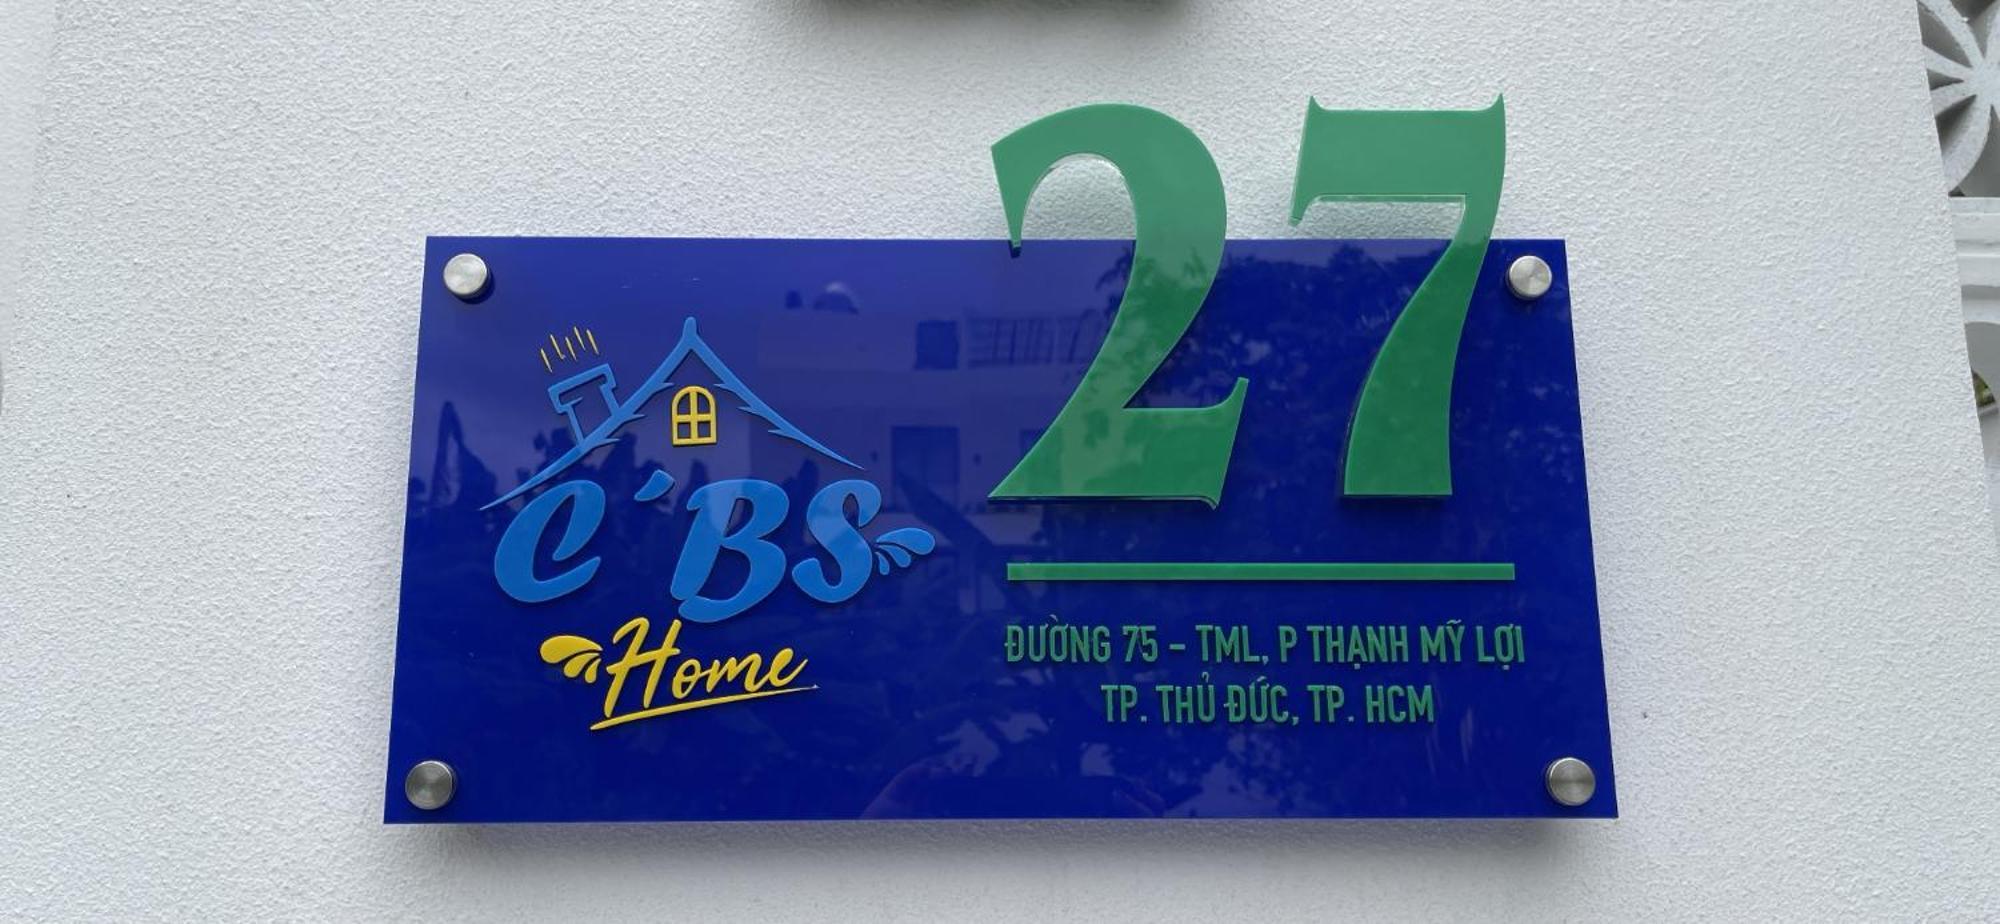 C'BS
Home
27
ĐƯỜNG 75 - TML, P THẠNH MỸ LỢI
TP. THỦ ĐỨC, TP. HCM